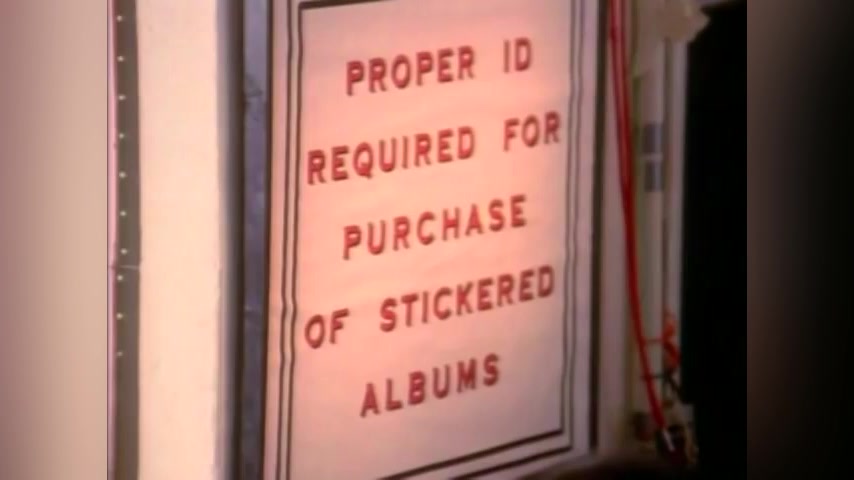 PROPER ID
REQUIRED FOR
PURCHASE
OF STICKERED
ALBUMS